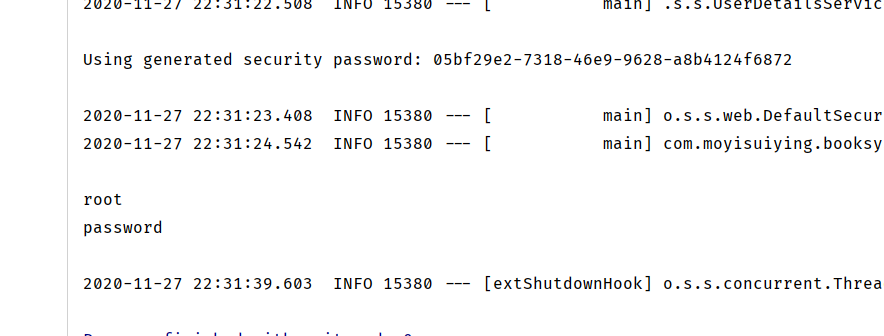 2020-11-27 22:31:22.508  INFO 15380 --- [           main] .s.s.UserDetailsServic
Using generated security password: 05bf29e2-7318-46e9-9628-a8b4124f6872
2020-11-27 22:31:23.408  INFO 15380 --- [           main] o.s.s.web.DefaultSecur
2020-11-27 22:31:24.542  INFO 15380 --- [           main] com.moyisuiying.booksy
root
password
2020-11-27 22:31:39.603  INFO 15380 --- [extShutdownHook] o.s.s.concurrent.Threa